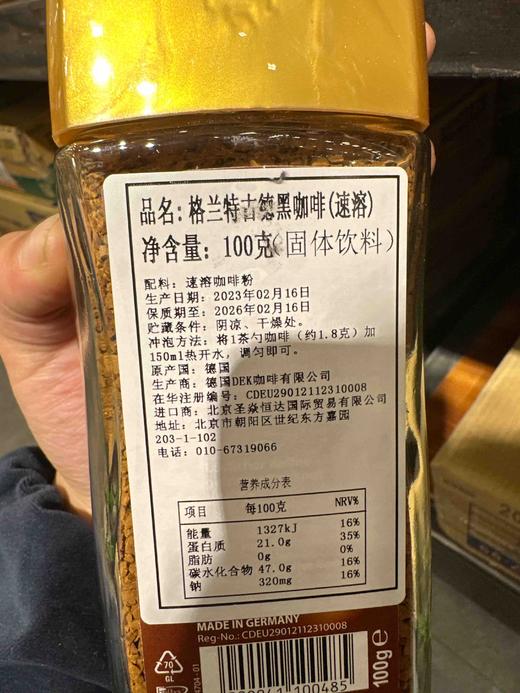 品名: 格兰特古德黑咖啡(速溶)
净含量: 100克(固体饮料)
配料: 速溶咖啡粉
生产日期: 2023年02月16日
保质期至: 2026年02月16日
贮藏条件: 阴凉、干燥处。
冲泡方法: 将1茶勺咖啡（约1.8克）加
150ml热开水，调匀即可。
原产国: 德国
生产商: 德国DEK咖啡有限公司
在华注册编号: CDEU29012112310008
进口商: 北京圣焱恒达国际贸易有限公司
地址: 北京市朝阳区世纪东方嘉园
203-1-102
电话: 010-67319066
营养成分表
项目 每100克 NRV%
能量 1327kJ 16%
蛋白质 21.0g 35%
脂肪 0g 0%
碳水化合物 47.0g 16%
钠 320mg 16%
MADE IN GERMANY
Reg-No.: CDEU29012112310008
70
GL
100g e